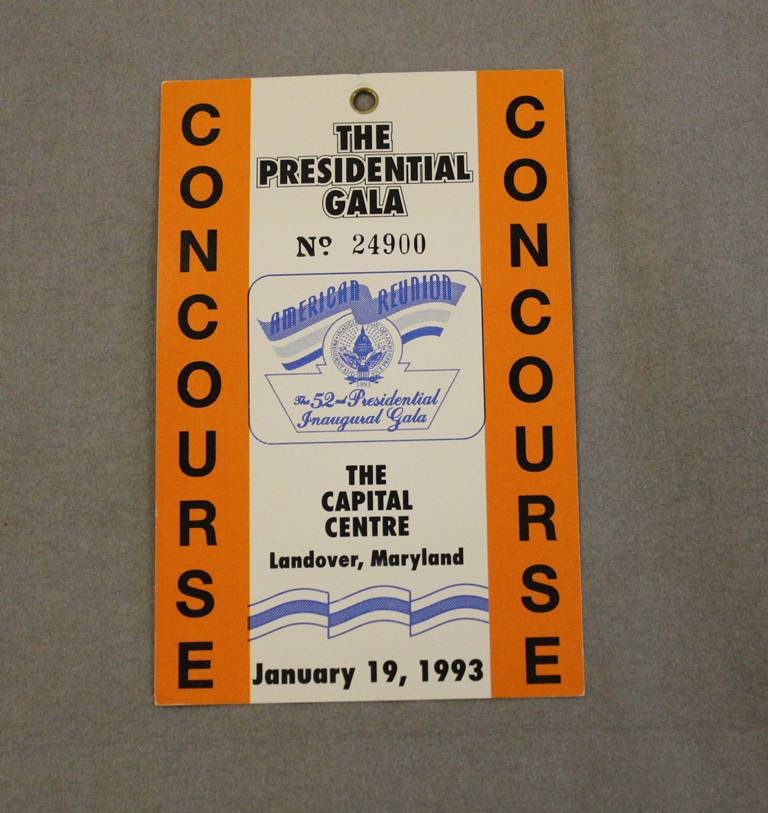 CONCOURSE
THE
PRESIDENTIAL
GALA
Nº 24900
AMERICAN REUNION
1993
The 52nd Presidential
Inaugural Gala
THE
CAPITAL
CENTRE
Landover, Maryland
January 19, 1993
CONCOURSE